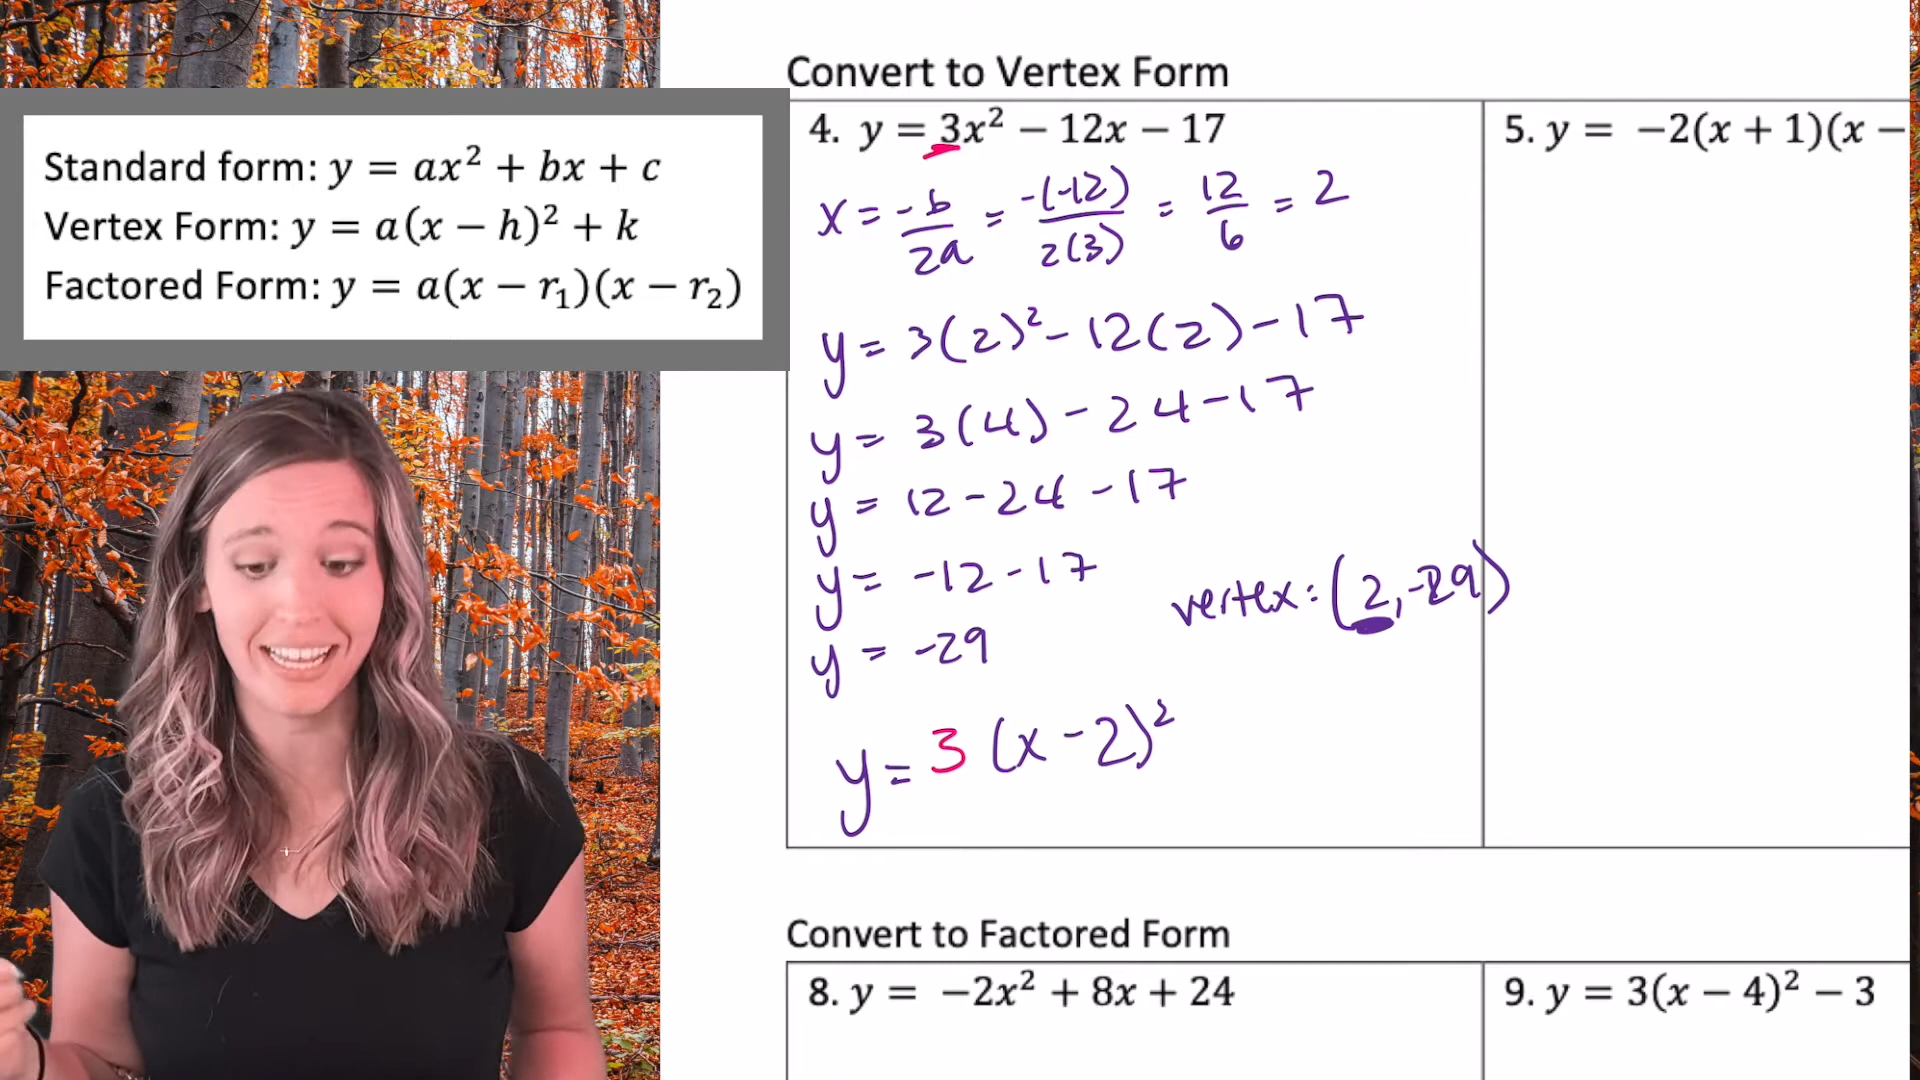 Standard form: y = ax² + bx + c
Vertex Form: y = a(x − h)² + k
Factored Form: y = a(x − r₁)(x − r₂)
Convert to Vertex Form
4. y = 3x² − 12x − 17
x = -b/2a = -(-12)/2(3) = 12/6 = 2
y = 3(2)² - 12(2) - 17
y = 3(4) - 24 - 17
y = 12 - 24 - 17
y = -12 - 17
vertex: (2, -29)
y = -29
y = 3(x - 2)²
5. y = −2(x + 1)(x −
Convert to Factored Form
8. y = −2x² + 8x + 24
9. y = 3(x − 4)² − 3